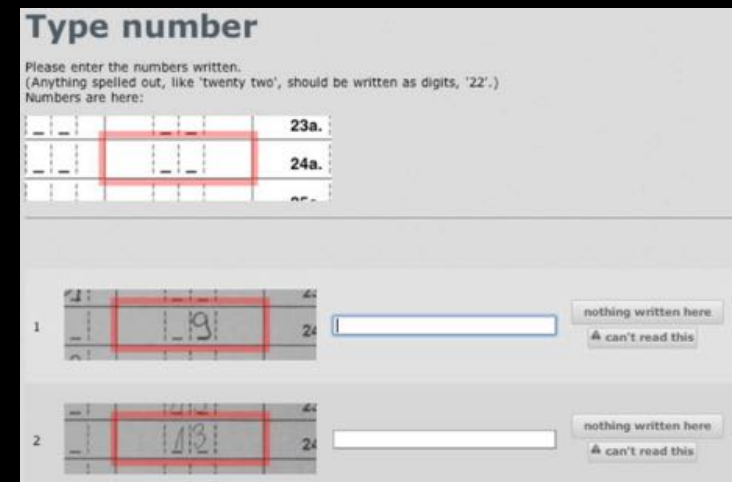 Type number
Please enter the numbers written.
(Anything spelled out, like 'twenty two', should be written as digits, '22'.)
Numbers are here:
23a.
24a.
1
9
24
nothing written here
can't read this
2
13
24
nothing written here
can't read this